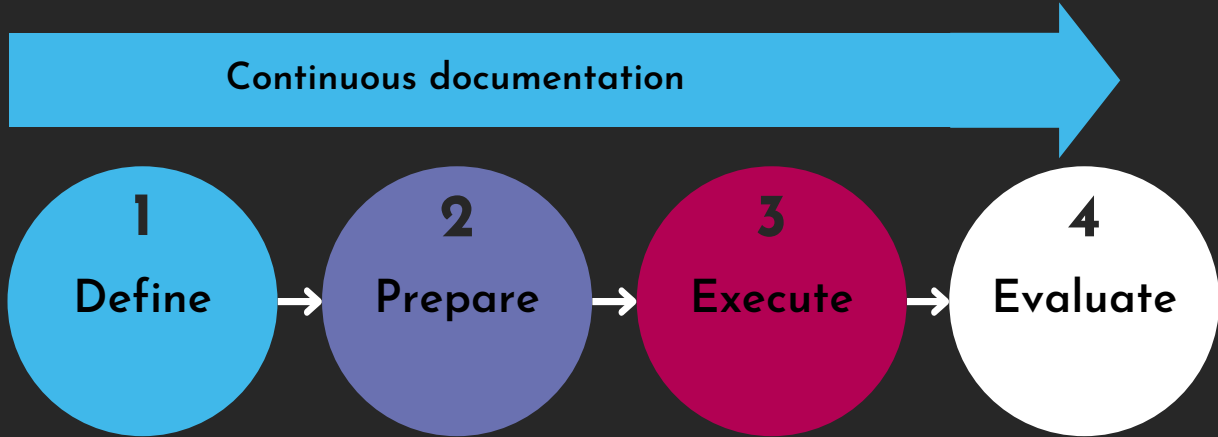 Continuous documentation
1
Define
2
Prepare
3
Execute
4
Evaluate